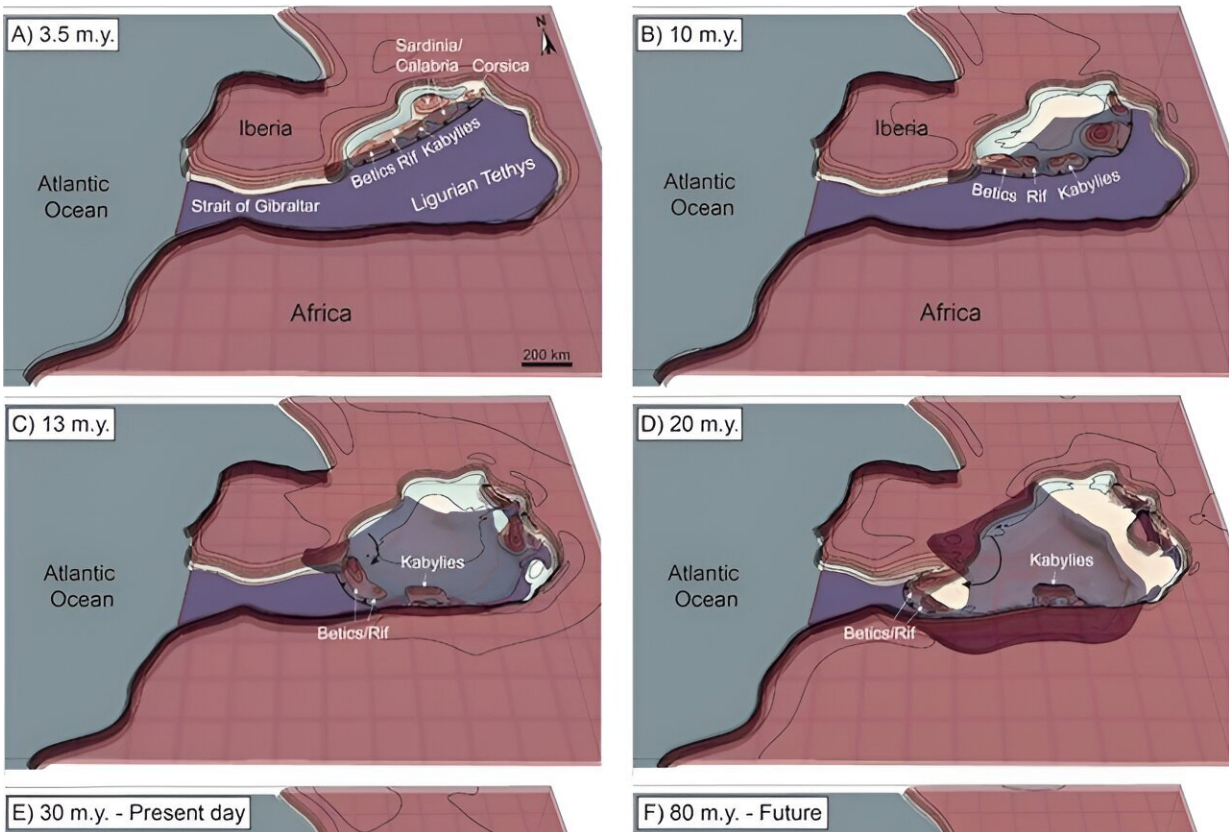 A) 3.5 m.y.
N
Sardinia/
Calabria
Corsica
Iberia
Betics Rif Kabylies
Ligurian Tethys
Atlantic
Ocean
Strait of Gibraltar
Africa
200 km
B) 10 m.y.
Iberia
Atlantic
Ocean
Betics Rif Kabylies
Africa
C) 13 m.y.
Atlantic
Ocean
Kabylies
Betics/Rif
D) 20 m.y.
Atlantic
Ocean
Kabylies
Betics/Rif
E) 30 m.y. - Present day
F) 80 m.y. - Future